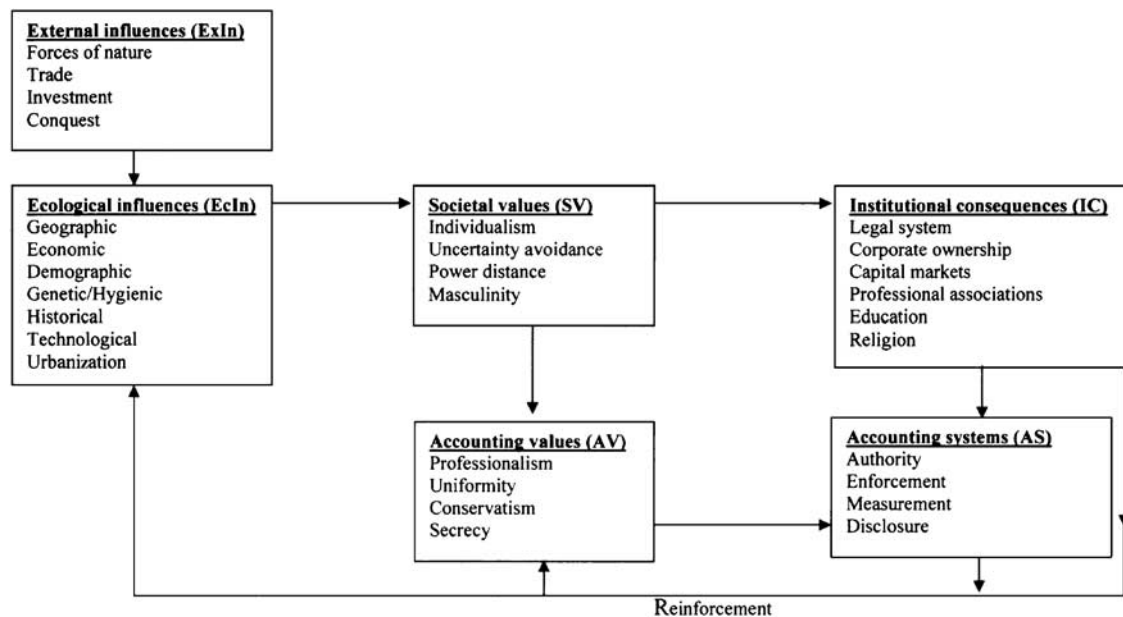 External influences (ExIn)
Forces of nature
Trade
Investment
Conquest
Ecological influences (EcIn)
Geographic
Economic
Demographic
Genetic/Hygienic
Historical
Technological
Urbanization
Societal values (SV)
Individualism
Uncertainty avoidance
Power distance
Masculinity
Institutional consequences (IC)
Legal system
Corporate ownership
Capital markets
Professional associations
Education
Religion
Accounting values (AV)
Professionalism
Uniformity
Conservatism
Secrecy
Accounting systems (AS)
Authority
Enforcement
Measurement
Disclosure
Reinforcement